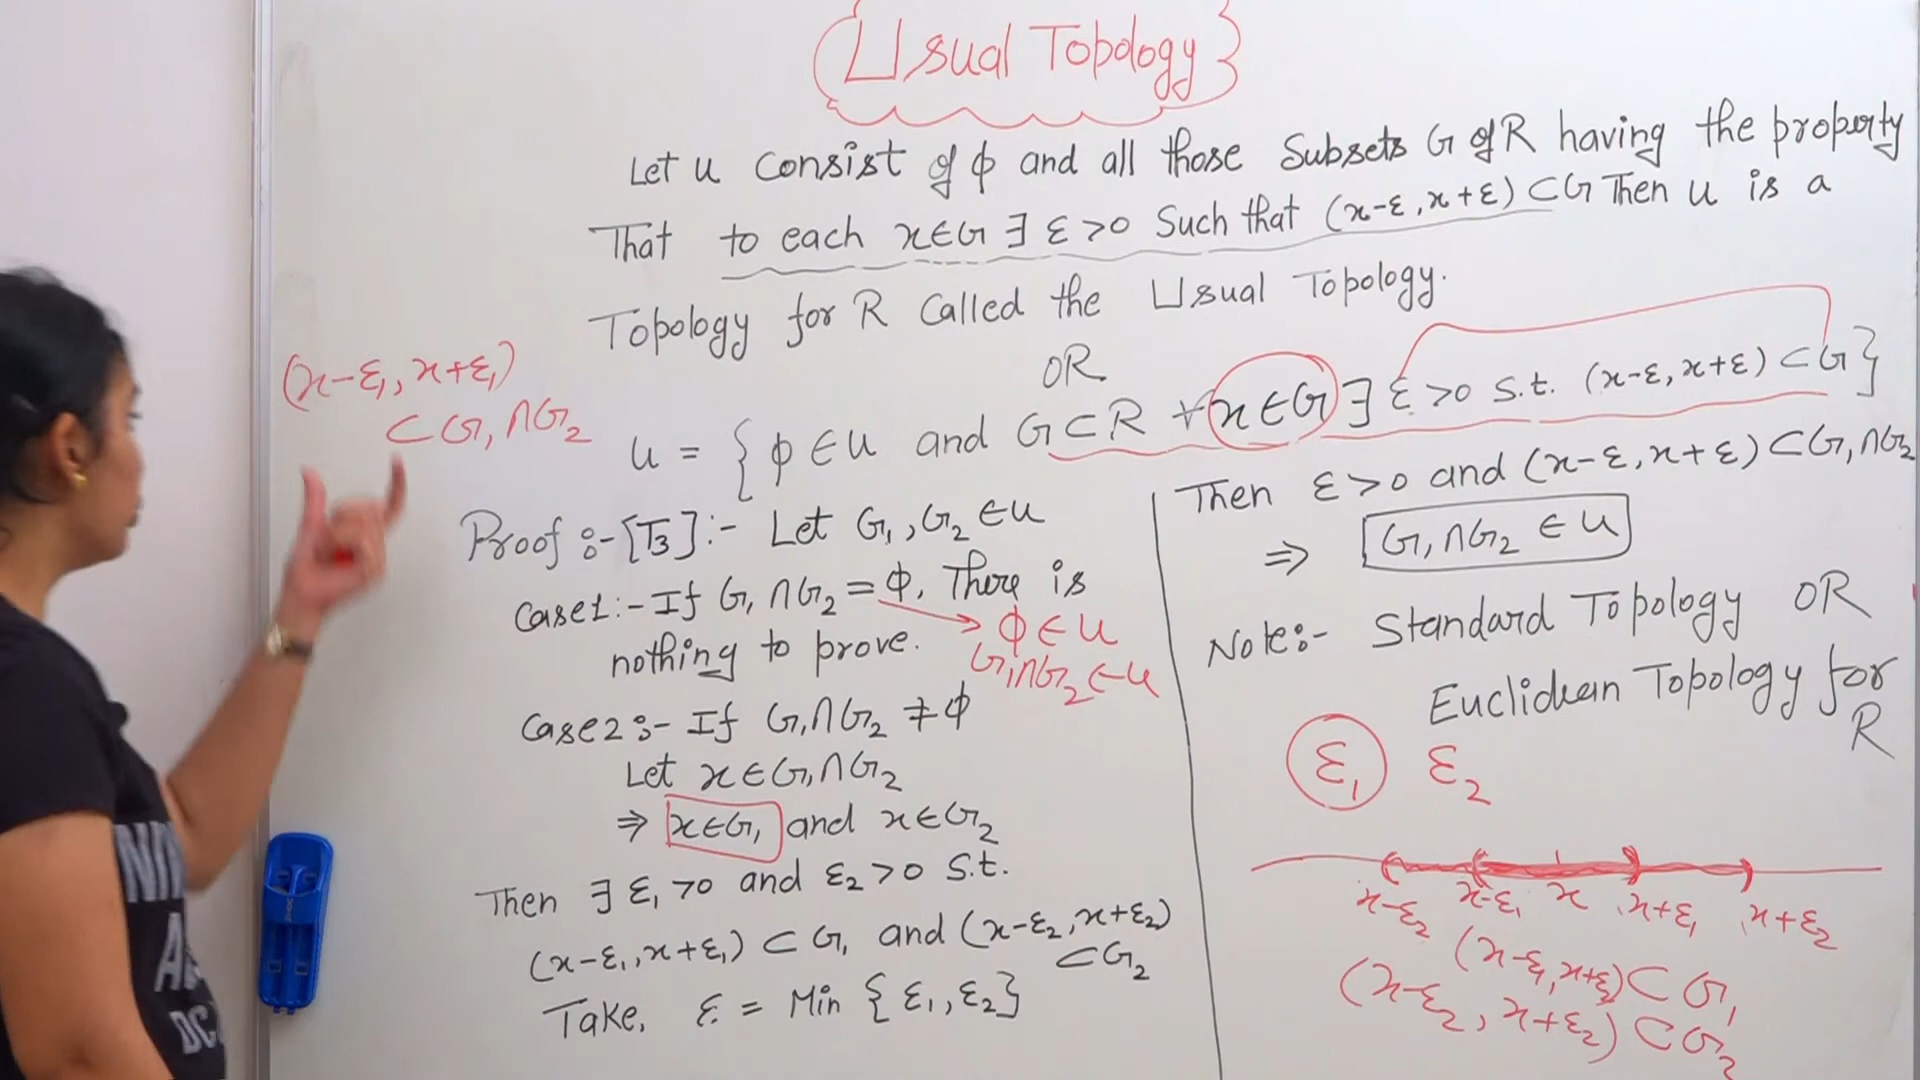 Usual Topology
Let U Consist of φ and all those Subsets G of R having the property
That to each x∈G ∃ ε>0 Such that (x-ε, x+ε) ⊂G Then U is a
Topology for R Called the Usual Topology.
OR
U = {φ∈U and G⊂R ∀ x∈G ∃ ε>0 s.t. (x-ε, x+ε) ⊂G}
(x-ε₁, x+ε₁)
⊂G₁∩G₂
Proof :- [T₃]:- Let G₁, G₂ ∈U
Case1:- If G₁∩G₂ = φ. There is
nothing to prove.
→ φ∈U
G₁∩G₂∈U
Case2:- If G₁∩G₂ ≠ φ
Let x∈G₁∩G₂
⇒ x∈G₁ and x∈G₂
Then ∃ ε₁>0 and ε₂>0 s.t.
(x-ε₁, x+ε₁) ⊂ G₁ and (x-ε₂, x+ε₂)
⊂G₂
Take, ε = Min {ε₁, ε₂}
Then ε>0 and (x-ε, x+ε) ⊂G₁∩G₂
⇒ G₁∩G₂ ∈ U
Note:- Standard Topology OR
Euclidean Topology for
R
ε₁ ε₂
x-ε₂ x-ε₁ x x+ε₁ x+ε₂
(x-ε₁, x+ε₁) ⊂ G₁
(x-ε₂, x+ε₂) ⊂G₂